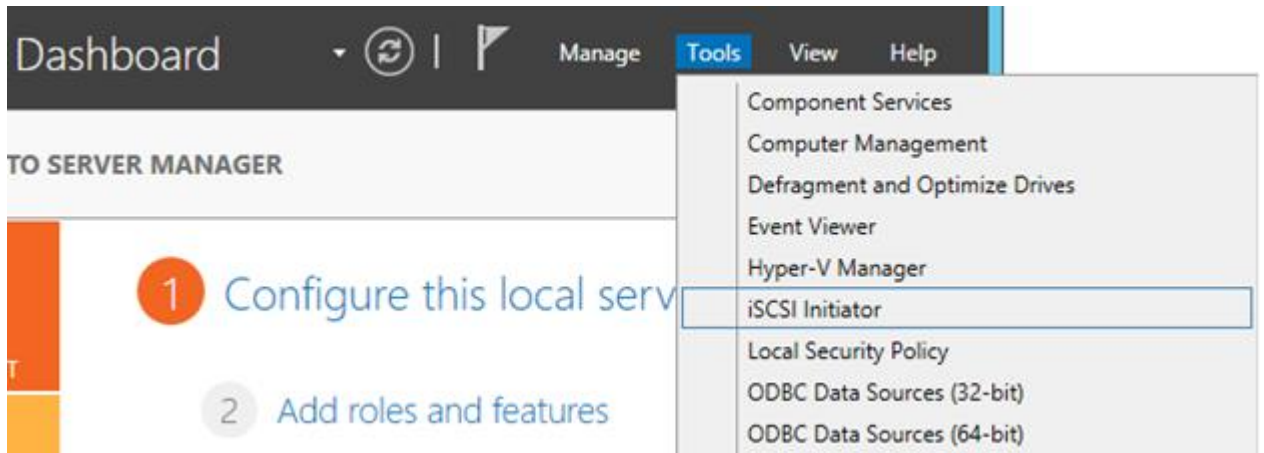 Dashboard Manage Tools View Help
TO SERVER MANAGER
1 Configure this local serv
2 Add roles and features
T
Component Services
Computer Management
Defragment and Optimize Drives
Event Viewer
Hyper-V Manager
iSCSI Initiator
Local Security Policy
ODBC Data Sources (32-bit)
ODBC Data Sources (64-bit)